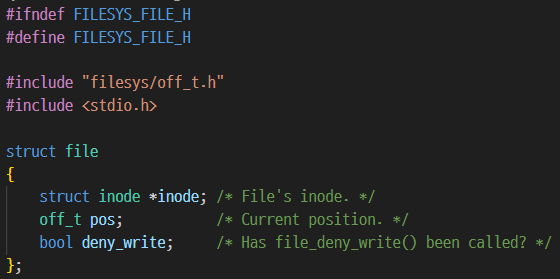 #ifndef FILESYS_FILE_H
#define FILESYS_FILE_H
#include "filesys/off_t.h"
#include <stdio.h>
struct file
{
struct inode *inode; /* File's inode. */
off_t pos; /* Current position. */
bool deny_write; /* Has file_deny_write() been called? */
};